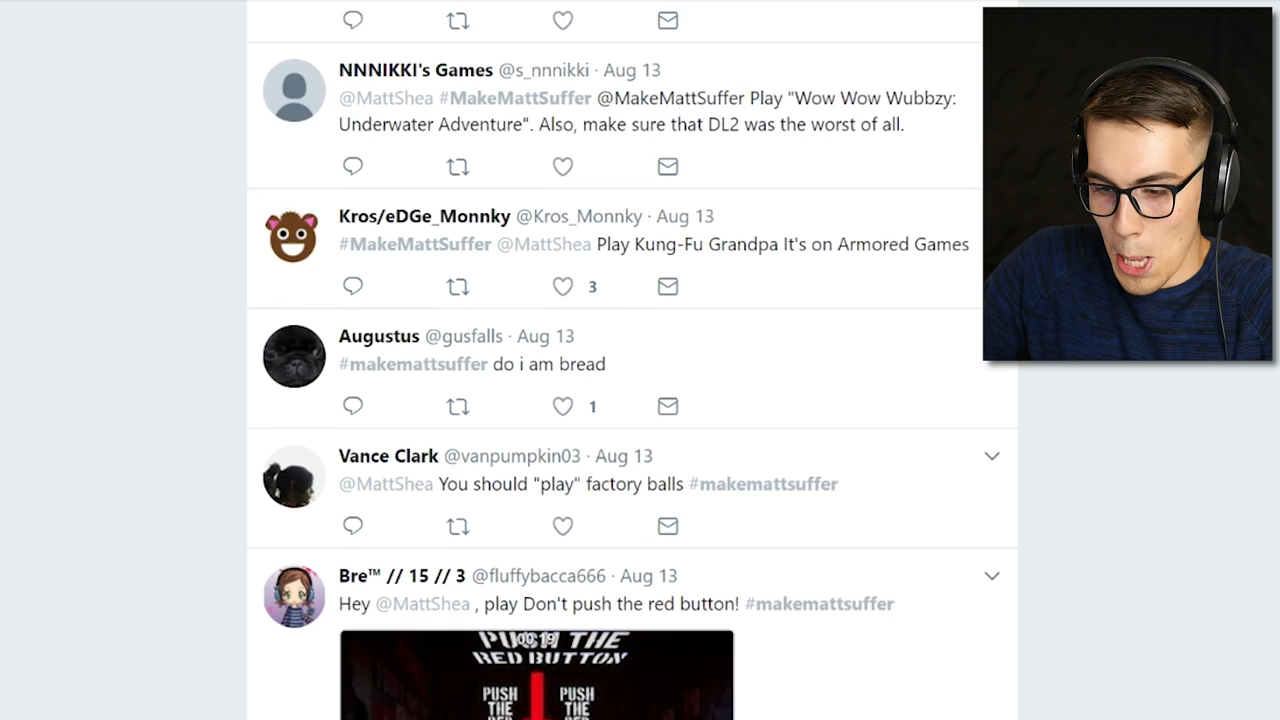 NNNIKKI's Games @s_nnnikki · Aug 13
@MattShea #MakeMattSuffer @MakeMattSuffer Play "Wow Wow Wubbzy:
Underwater Adventure". Also, make sure that DL2 was the worst of all.
Kros/eDGe_Monnky @Kros_Monnky · Aug 13
#MakeMattSuffer @MattShea Play Kung-Fu Grandpa It's on Armored Games
3
Augustus @gusfalls · Aug 13
#makemattsuffer do i am bread
1
Vance Clark @vanpumpkin03 · Aug 13
@MattShea You should "play" factory balls #makemattsuffer
Bre™ // 15 // 3 @fluffybacca666 · Aug 13
Hey @MattShea , play Don't push the red button! #makemattsuffer
PUSH THE
00:19
RED BUTTON
PUSH PUSH
THE THE